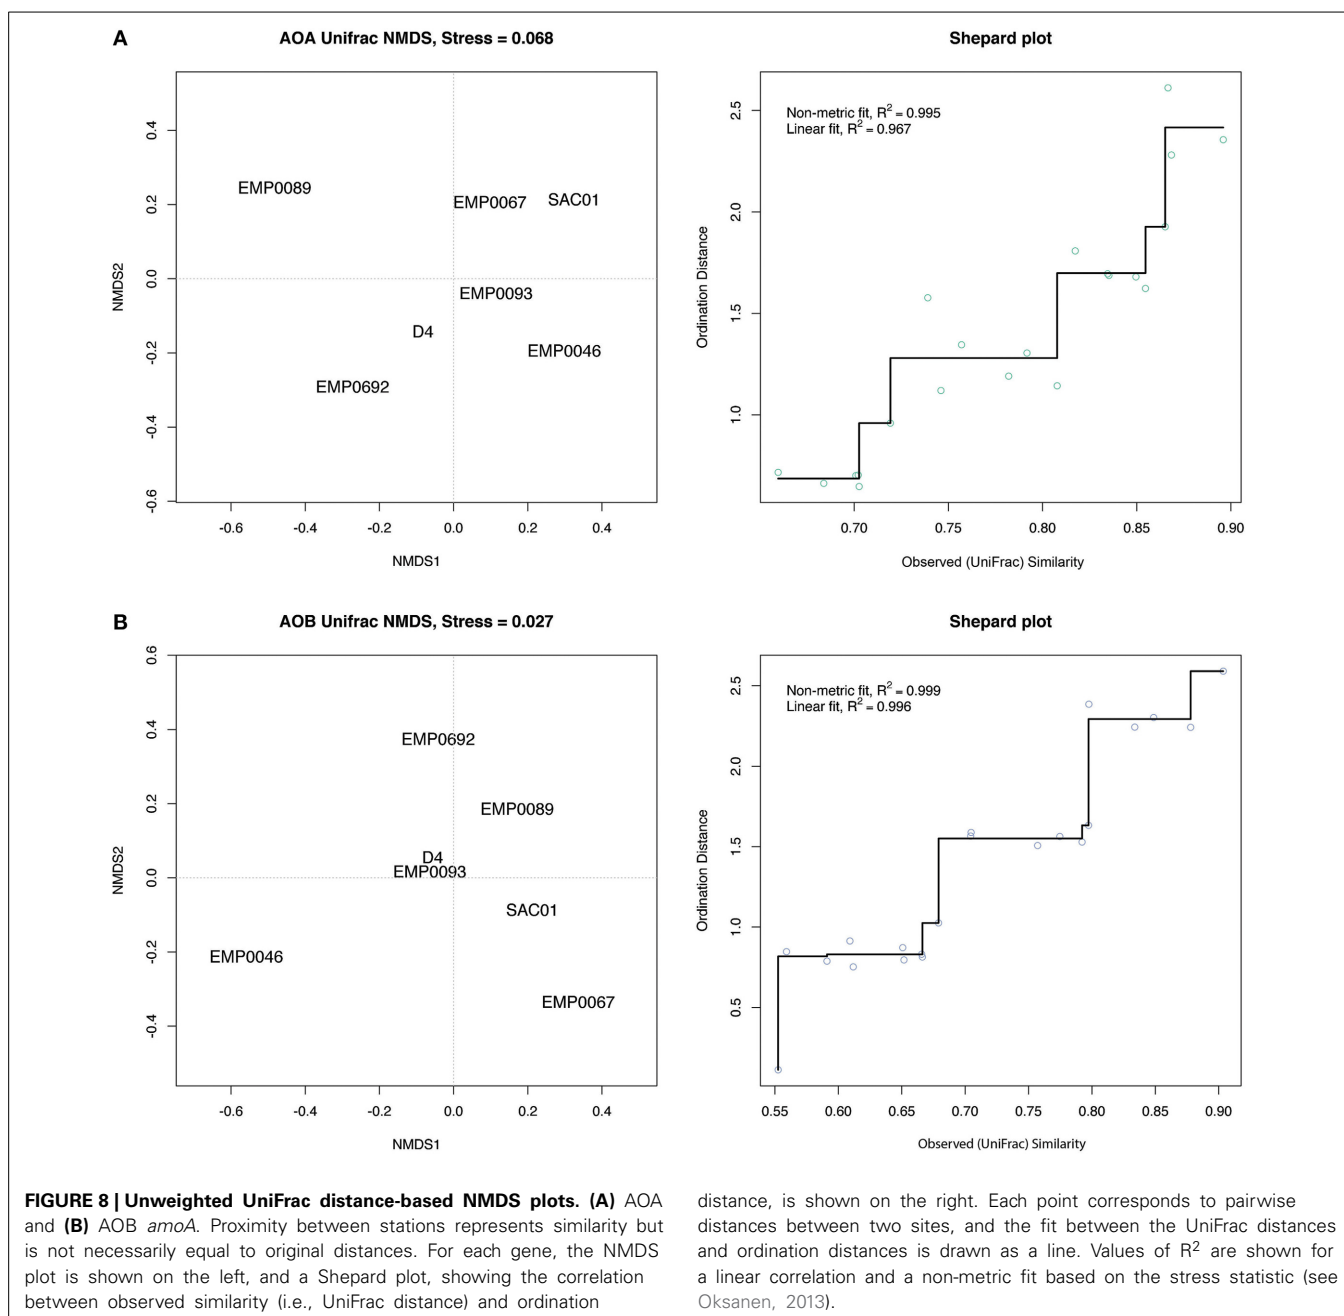 A
AOA Unifrac NMDS, Stress = 0.068
0.4
0.2
0.0
-0.2
-0.4
-0.6
NMDS2
EMP0089
EMP0067
SAC01
EMP0093
D4
EMP0046
EMP0692
-0.6
-0.4
-0.2
0.0
0.2
0.4
NMDS1
Shepard plot
Non-metric fit, R² = 0.995
Linear fit, R² = 0.967
2.5
2.0
1.5
1.0
Ordination Distance
0.70
0.75
0.80
0.85
0.90
Observed (UniFrac) Similarity
B
AOB Unifrac NMDS, Stress = 0.027
0.6
0.4
0.2
0.0
-0.2
-0.4
NMDS2
EMP0692
EMP0089
D4
EMP0093
SAC01
EMP0046
EMP0067
-0.6
-0.4
-0.2
0.0
0.2
0.4
NMDS1
Shepard plot
Non-metric fit, R² = 0.999
Linear fit, R² = 0.996
2.5
2.0
1.5
1.0
0.5
Ordination Distance
0.55
0.60
0.65
0.70
0.75
0.80
0.85
0.90
Observed (UniFrac) Similarity
FIGURE 8 | Unweighted UniFrac distance-based NMDS plots. (A) AOA
and (B) AOB amoA. Proximity between stations represents similarity but
is not necessarily equal to original distances. For each gene, the NMDS
plot is shown on the left, and a Shepard plot, showing the correlation
between observed similarity (i.e., UniFrac distance) and ordination
distance, is shown on the right. Each point corresponds to pairwise
distances between two sites, and the fit between the UniFrac distances
and ordination distances is drawn as a line. Values of R² are shown for
a linear correlation and a non-metric fit based on the stress statistic (see
Oksanen, 2013).